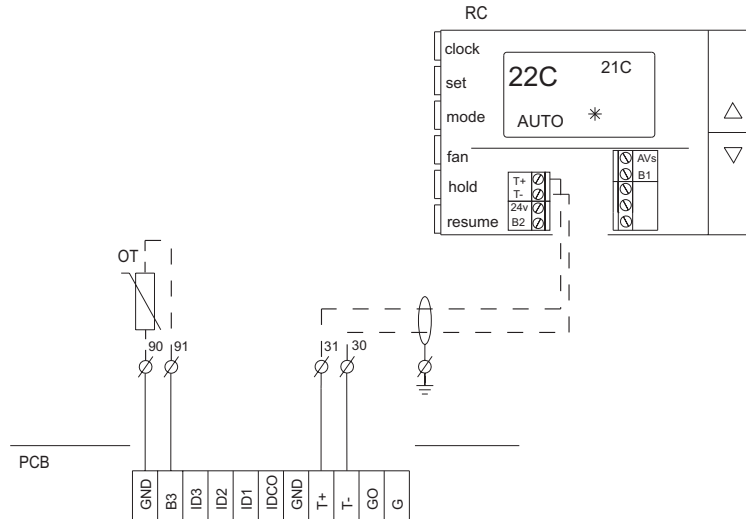 RC
clock
set
mode
fan
hold
resume
22C
21C
AUTO
T+
T-
24v
B2
AVs
B1
OT
90
91
31
30
PCB
GND
B3
ID3
ID2
ID1
IDCO
GND
T+
T-
GO
G